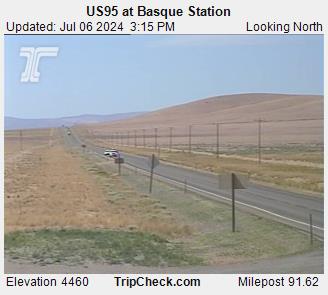 US95 at Basque Station
Updated: Jul 06 2024  3:15 PM
Looking North
Elevation 4460
TripCheck.com
Milepost 91.62